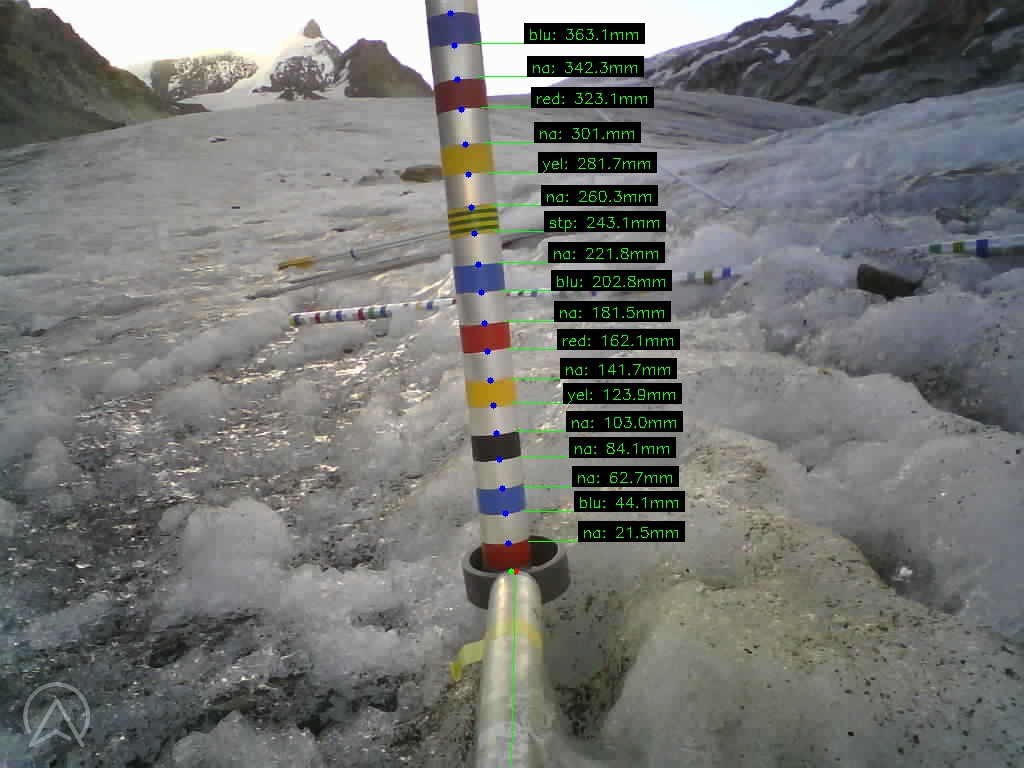 blu: 363.1mm
na: 342.3mm
red: 323.1mm
na: 301.mm
yel: 281.7mm
na: 260.3mm
stp: 243.1mm
na: 221.8mm
blu: 202.8mm
na: 181.5mm
red: 162.1mm
na: 141.7mm
yel: 123.9mm
na: 103.0mm
na: 84.1mm
na: 62.7mm
blu: 44.1mm
na: 21.5mm